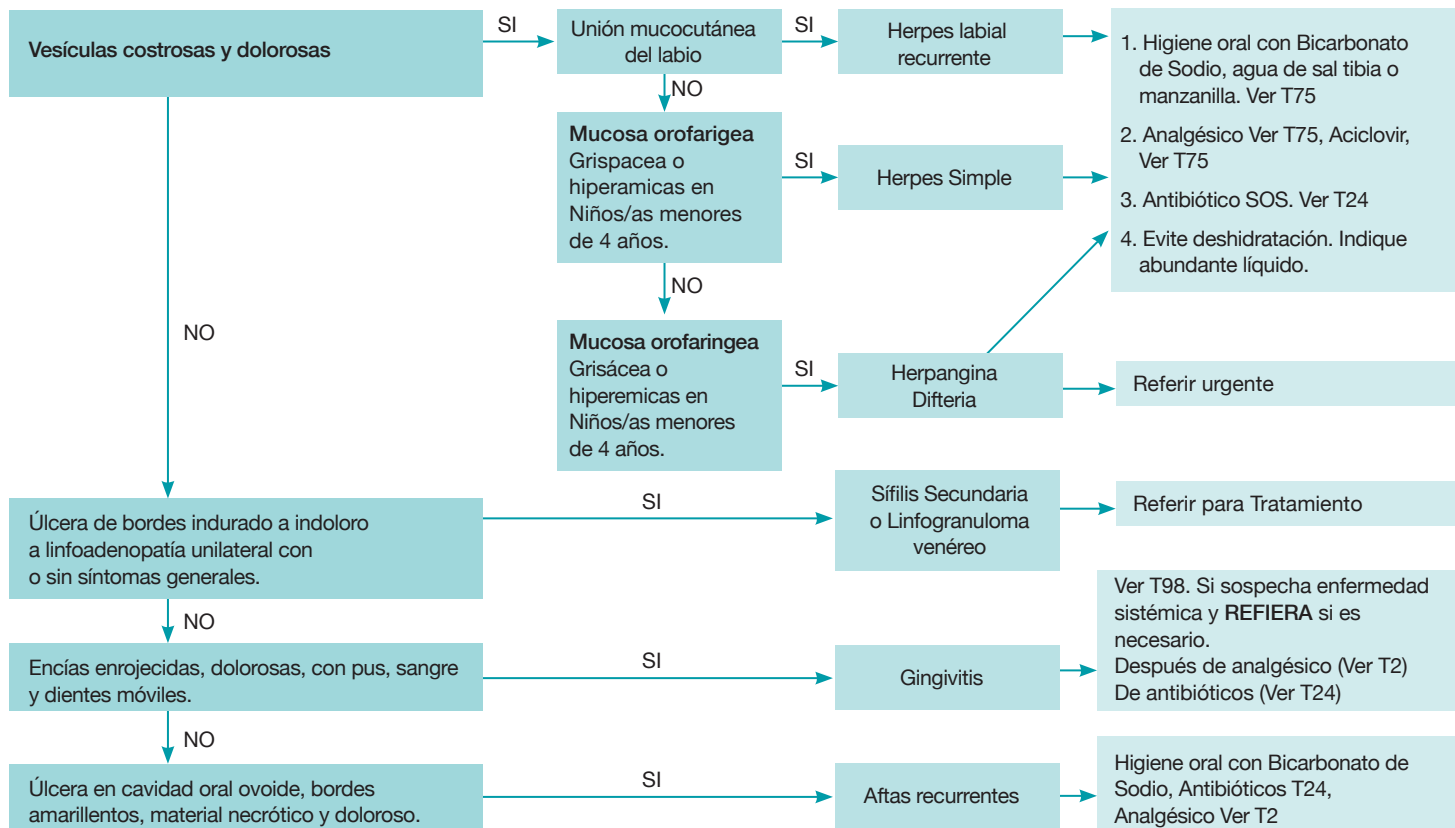 Vesículas costrosas y dolorosas
SI
Unión mucocutánea
del labio
SI
Herpes labial
recurrente
1. Higiene oral con Bicarbonato
de Sodio, agua de sal tibia o
manzanilla. Ver T75
2. Analgésico Ver T75, Aciclovir,
Ver T75
3. Antibiótico SOS. Ver T24
4. Evite deshidratación. Indique
abundante líquido.
NO
Mucosa orofarigea
Grispacea o
hiperamicas en
Niños/as menores
de 4 años.
SI
Herpes Simple
NO
NO
Mucosa orofaringea
Grisácea o
hiperemicas en
Niños/as menores
de 4 años.
SI
Herpangina
Difteria
Referir urgente
Úlcera de bordes indurado a indoloro
a linfoadenopatía unilateral con
o sin síntomas generales.
SI
Sífilis Secundaria
o Linfogranuloma
venéreo
Referir para Tratamiento
NO
Encías enrojecidas, dolorosas, con pus, sangre
y dientes móviles.
SI
Gingivitis
Ver T98. Si sospecha enfermedad
sistémica y REFIERA si es
necesario.
Después de analgésico (Ver T2)
De antibióticos (Ver T24)
NO
Úlcera en cavidad oral ovoide, bordes
amarillentos, material necrótico y doloroso.
SI
Aftas recurrentes
Higiene oral con Bicarbonato de
Sodio, Antibióticos T24,
Analgésico Ver T2